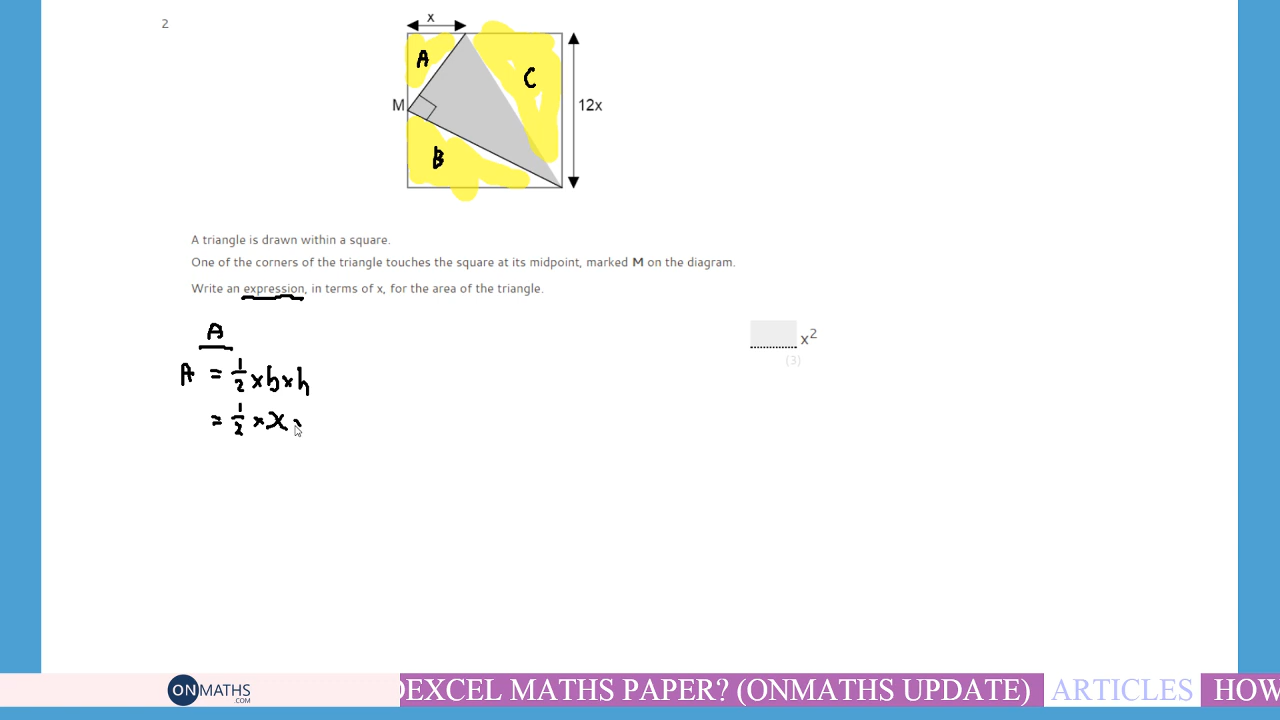 2
x
A
C
M
12x
B
A triangle is drawn within a square.
One of the corners of the triangle touches the square at its midpoint, marked M on the diagram.
Write an expression, in terms of x, for the area of the triangle.
A
x²
(3)
A = 1/2 × b × h
= 1/2 × x
ONMATHS
.COM
DEXCEL MATHS PAPER? (ONMATHS UPDATE) ARTICLES HOW